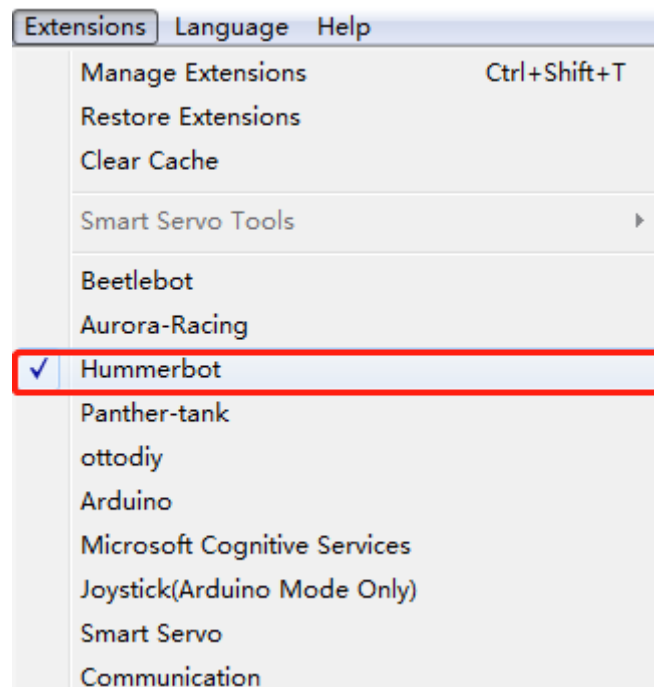 Extensions Language Help
Manage Extensions Ctrl+Shift+T
Restore Extensions
Clear Cache
Smart Servo Tools
Beetlebot
Aurora-Racing
Hummerbot
Panther-tank
ottodiy
Arduino
Microsoft Cognitive Services
Joystick(Arduino Mode Only)
Smart Servo
Communication